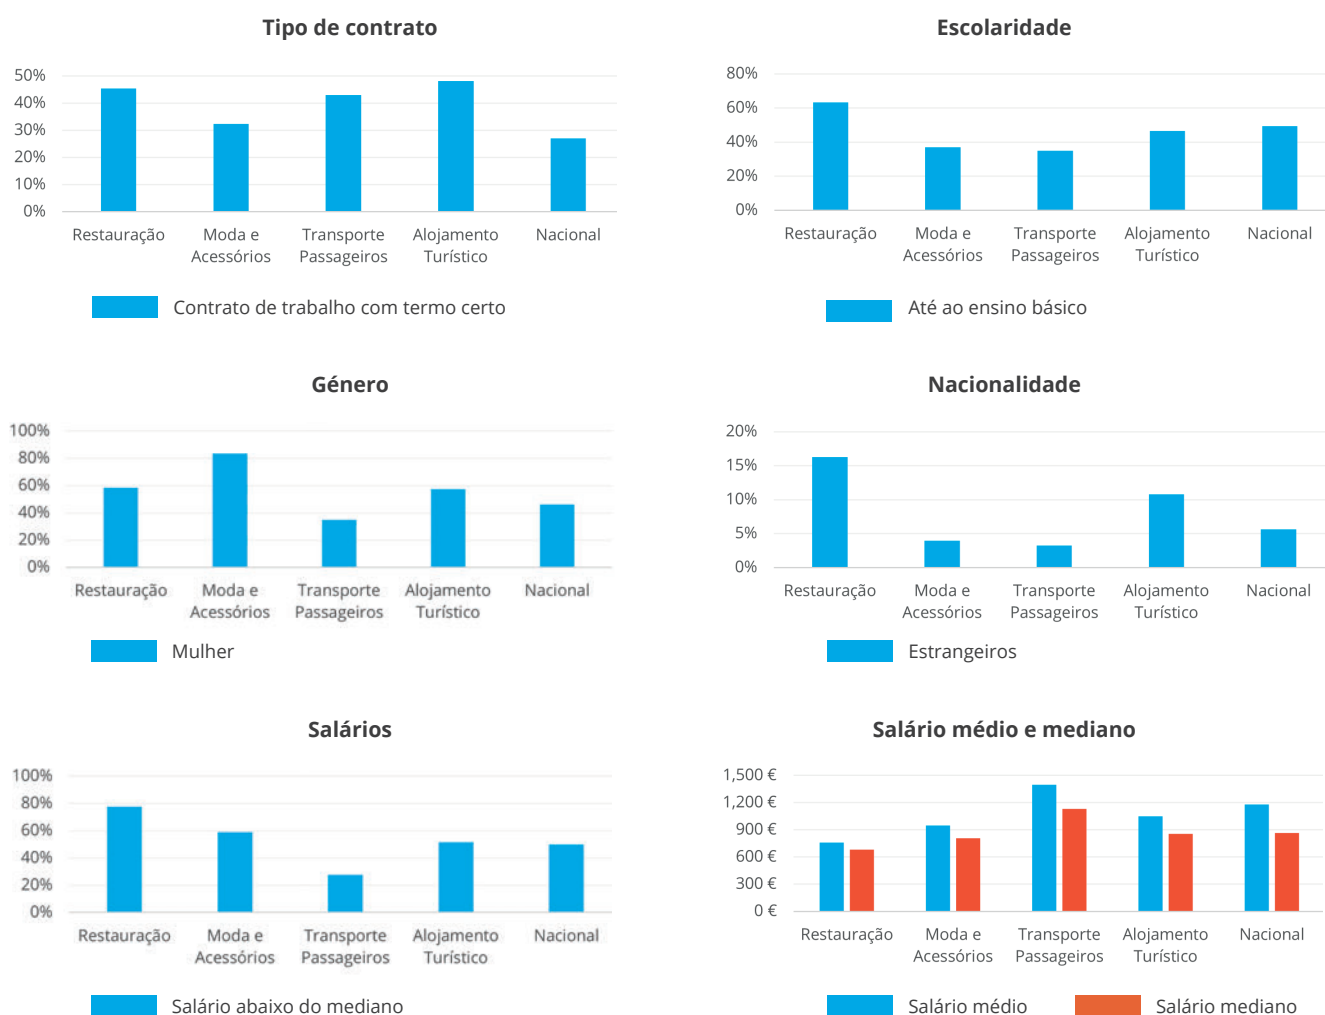 Tipo de contrato
50%
40%
30%
20%
10%
0%
Restauração
Moda e
Acessórios
Transporte
Passageiros
Alojamento
Turístico
Nacional
Contrato de trabalho com termo certo
Escolaridade
80%
60%
40%
20%
0%
Restauração
Moda e
Acessórios
Transporte
Passageiros
Alojamento
Turístico
Nacional
Até ao ensino básico
Género
100%
80%
60%
40%
20%
0%
Restauração
Moda e
Acessórios
Transporte
Passageiros
Alojamento
Turístico
Nacional
Mulher
Nacionalidade
20%
15%
10%
5%
0%
Restauração
Moda e
Acessórios
Transporte
Passageiros
Alojamento
Turístico
Nacional
Estrangeiros
Salários
100%
80%
60%
40%
20%
0%
Restauração
Moda e
Acessórios
Transporte
Passageiros
Alojamento
Turístico
Nacional
Salário abaixo do mediano
Salário médio e mediano
1,500 €
1,200 €
900 €
600 €
300 €
0 €
Restauração
Moda e
Acessórios
Transporte
Passageiros
Alojamento
Turístico
Nacional
Salário médio
Salário mediano